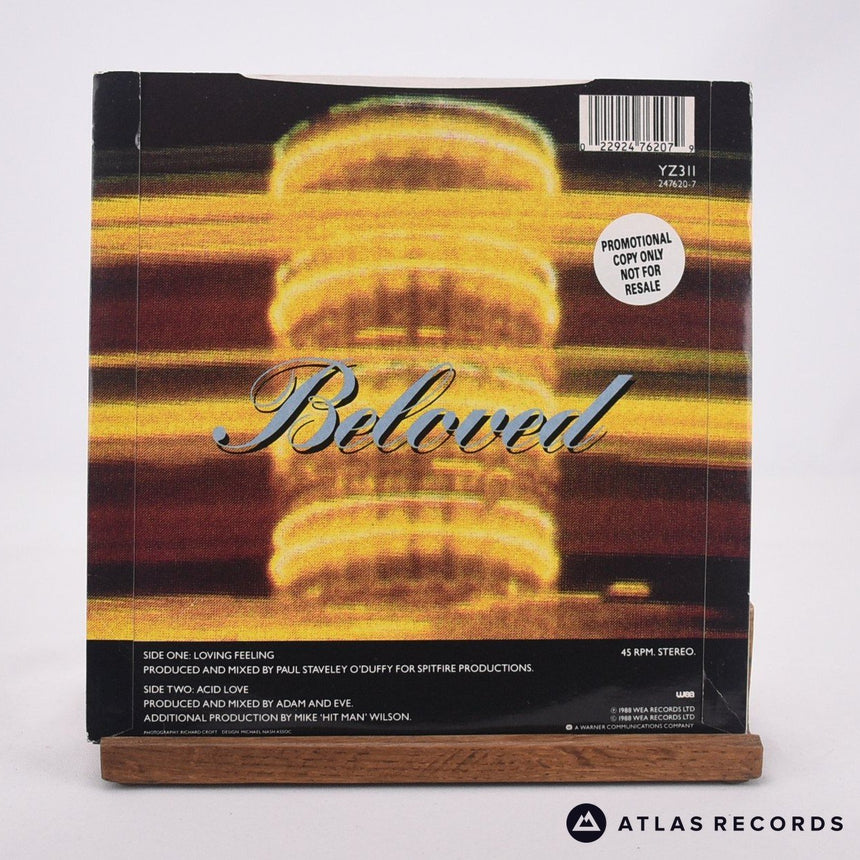 0 22924 76207 9
YZ311
247620-7
PROMOTIONAL
COPY ONLY
NOT FOR
RESALE
Beloved
SIDE ONE: LOVING FEELING
45 RPM. STEREO.
PRODUCED AND MIXED BY PAUL STAVELEY O'DUFFY FOR SPITFIRE PRODUCTIONS.
SIDE TWO: ACID LOVE
PRODUCED AND MIXED BY ADAM AND EVE.
ADDITIONAL PRODUCTION BY MIKE 'HIT MAN' WILSON.
wea
℗ 1988 WEA RECORDS LTD
© 1988 WEA RECORDS LTD
A WARNER COMMUNICATIONS COMPANY
PHOTOGRAPHY: RICHARD CROFT DESIGN: MICHAEL NASH ASSOC.
ATLAS RECORDS